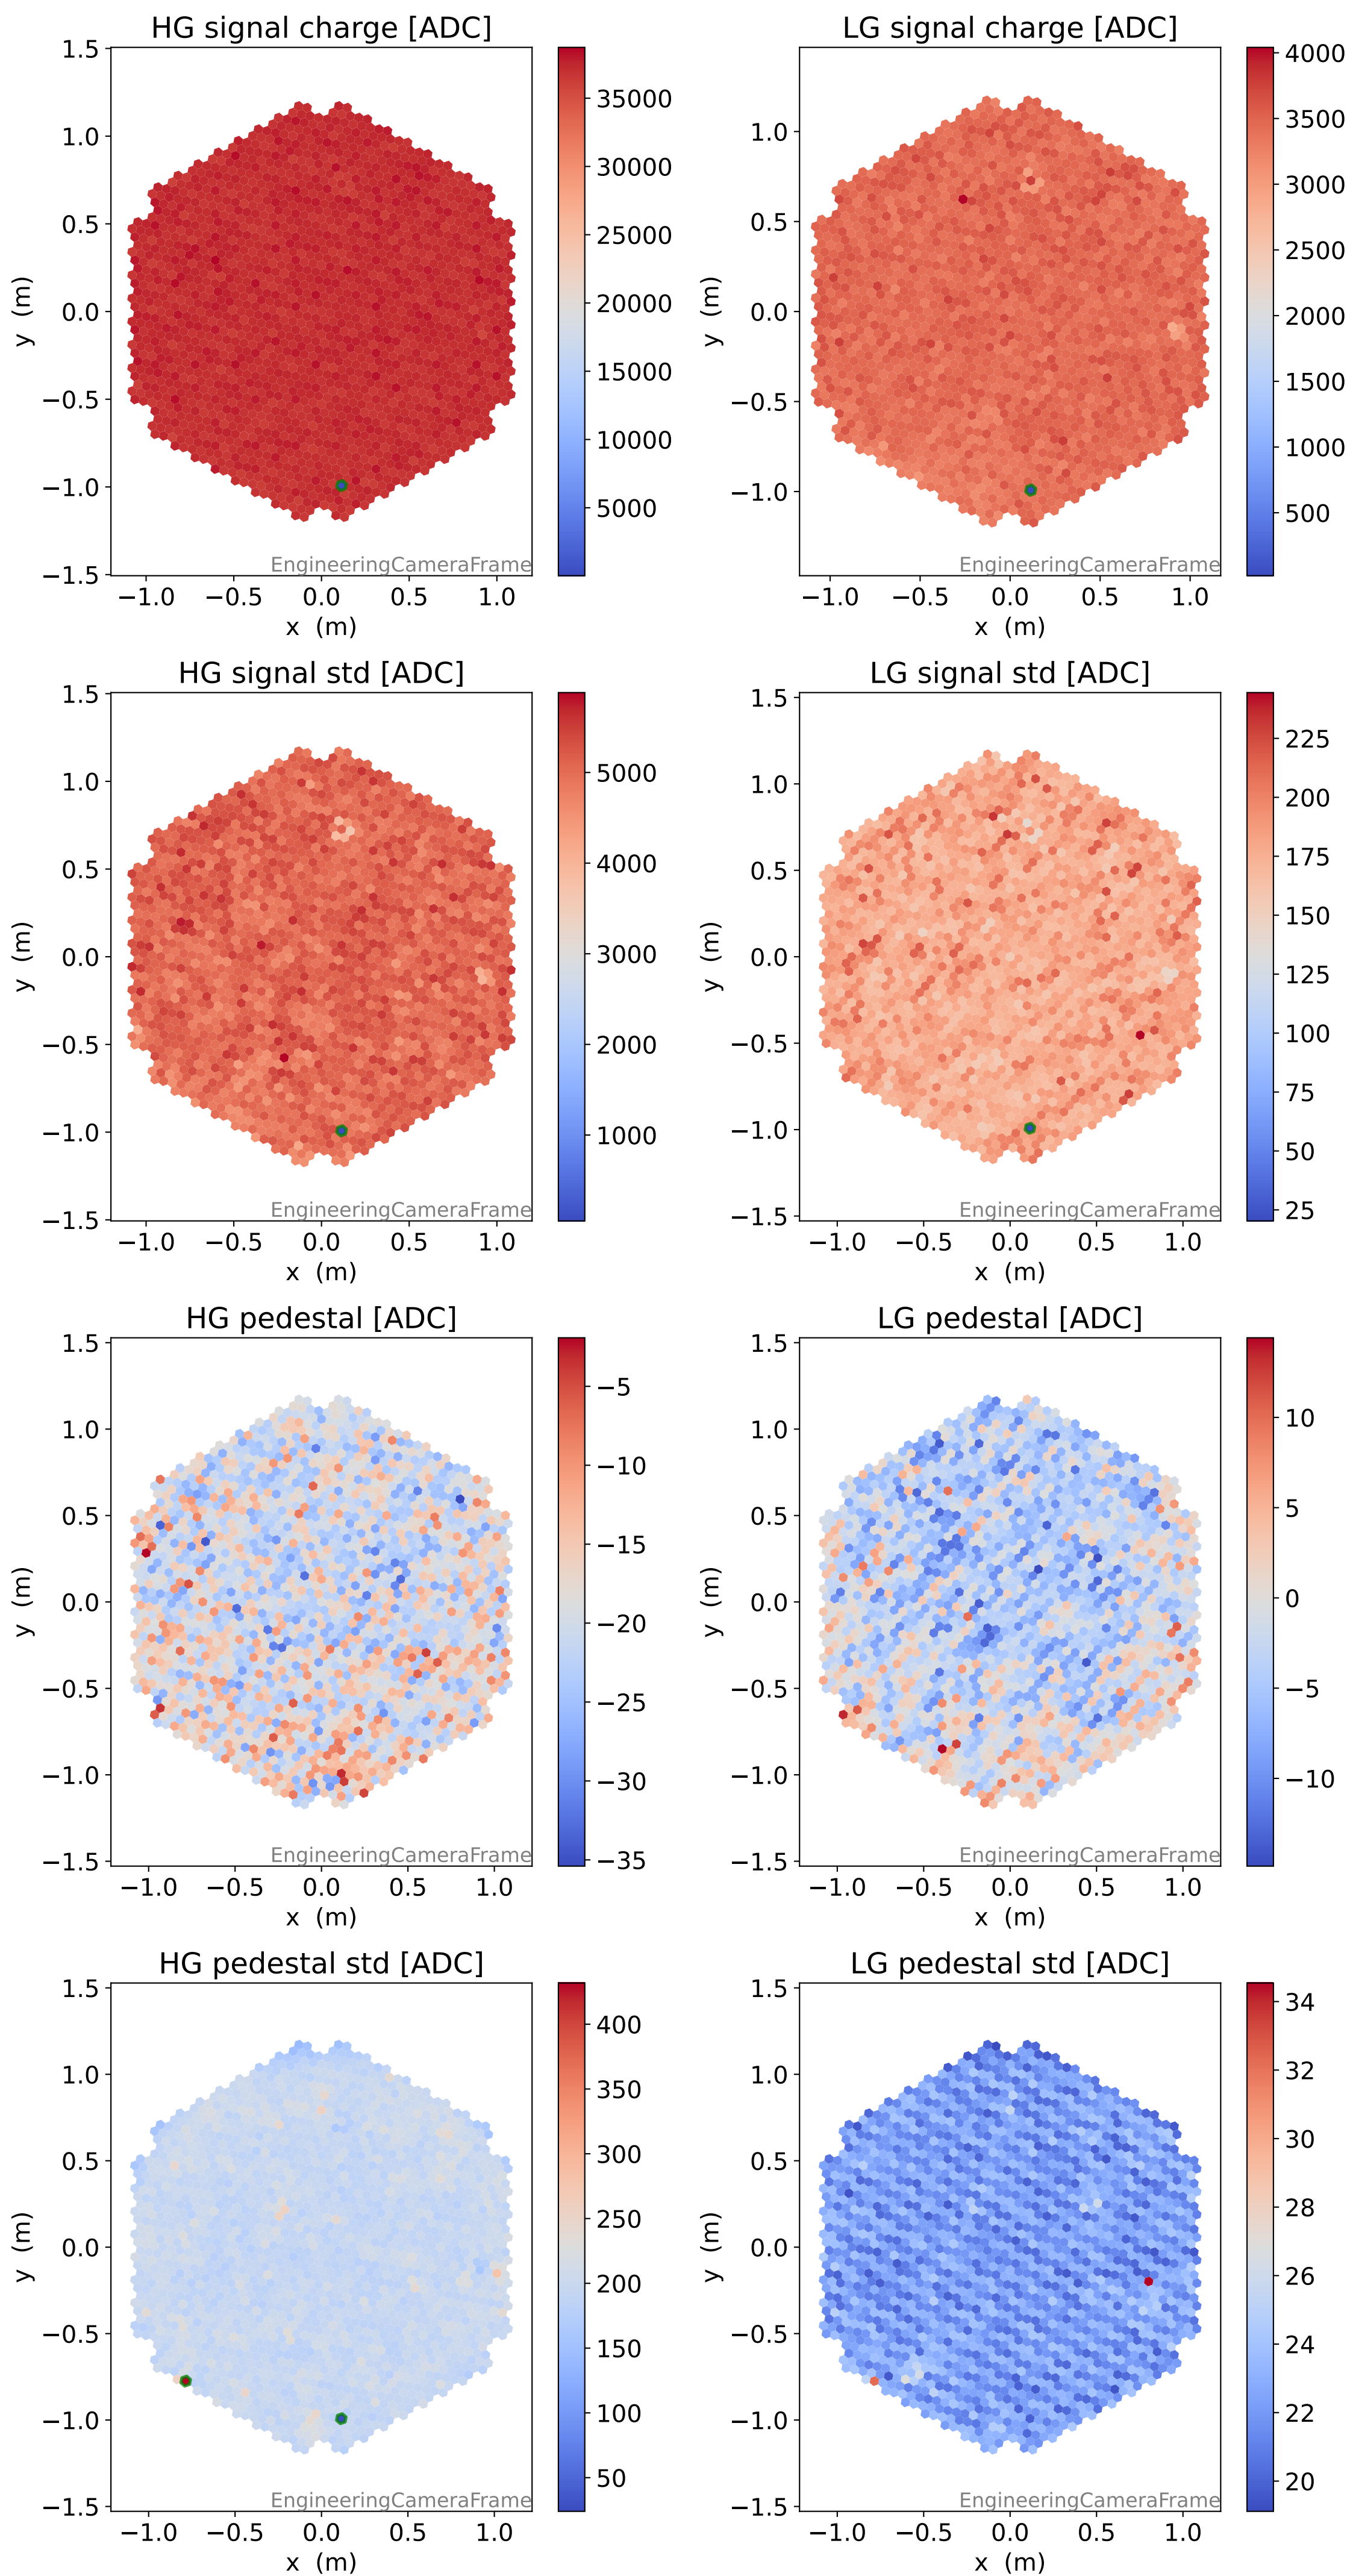 HG signal charge [ADC]
1.5
1.0
0.5
0.0
−0.5
−1.0
−1.5
y (m)
−1.0 −0.5 0.0 0.5 1.0
x (m)
EngineeringCameraFrame
35000
30000
25000
20000
15000
10000
5000
LG signal charge [ADC]
1.0
0.5
0.0
−0.5
−1.0
y (m)
−1.0 −0.5 0.0 0.5 1.0
x (m)
EngineeringCameraFrame
4000
3500
3000
2500
2000
1500
1000
500
HG signal std [ADC]
1.5
1.0
0.5
0.0
−0.5
−1.0
−1.5
y (m)
−1.0 −0.5 0.0 0.5 1.0
x (m)
EngineeringCameraFrame
5000
4000
3000
2000
1000
LG signal std [ADC]
1.5
1.0
0.5
0.0
−0.5
−1.0
−1.5
y (m)
−1.0 −0.5 0.0 0.5 1.0
x (m)
EngineeringCameraFrame
225
200
175
150
125
100
75
50
25
HG pedestal [ADC]
1.5
1.0
0.5
0.0
−0.5
−1.0
−1.5
y (m)
−1.0 −0.5 0.0 0.5 1.0
x (m)
EngineeringCameraFrame
−5
−10
−15
−20
−25
−30
−35
LG pedestal [ADC]
1.5
1.0
0.5
0.0
−0.5
−1.0
−1.5
y (m)
−1.0 −0.5 0.0 0.5 1.0
x (m)
EngineeringCameraFrame
10
5
0
−5
−10
HG pedestal std [ADC]
1.5
1.0
0.5
0.0
−0.5
−1.0
−1.5
y (m)
−1.0 −0.5 0.0 0.5 1.0
x (m)
EngineeringCameraFrame
400
350
300
250
200
150
100
50
LG pedestal std [ADC]
1.5
1.0
0.5
0.0
−0.5
−1.0
−1.5
y (m)
−1.0 −0.5 0.0 0.5 1.0
x (m)
EngineeringCameraFrame
34
32
30
28
26
24
22
20